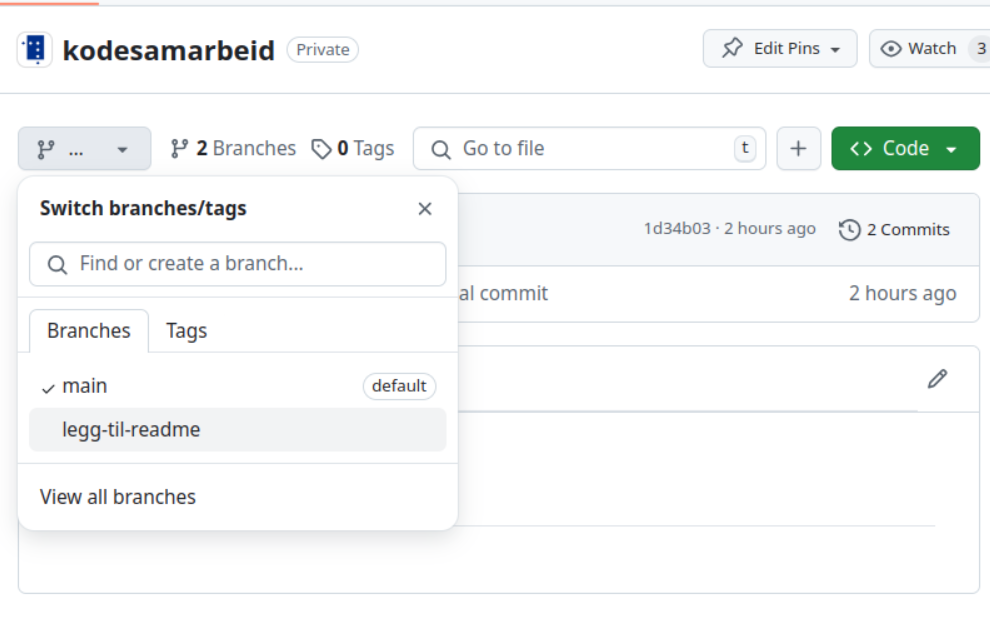 kodesamarbeid Private Edit Pins Watch 3
... 2 Branches 0 Tags Go to file t Code
Switch branches/tags
1d34b03 · 2 hours ago 2 Commits
Find or create a branch...
al commit 2 hours ago
Branches Tags
main default
legg-til-readme
View all branches